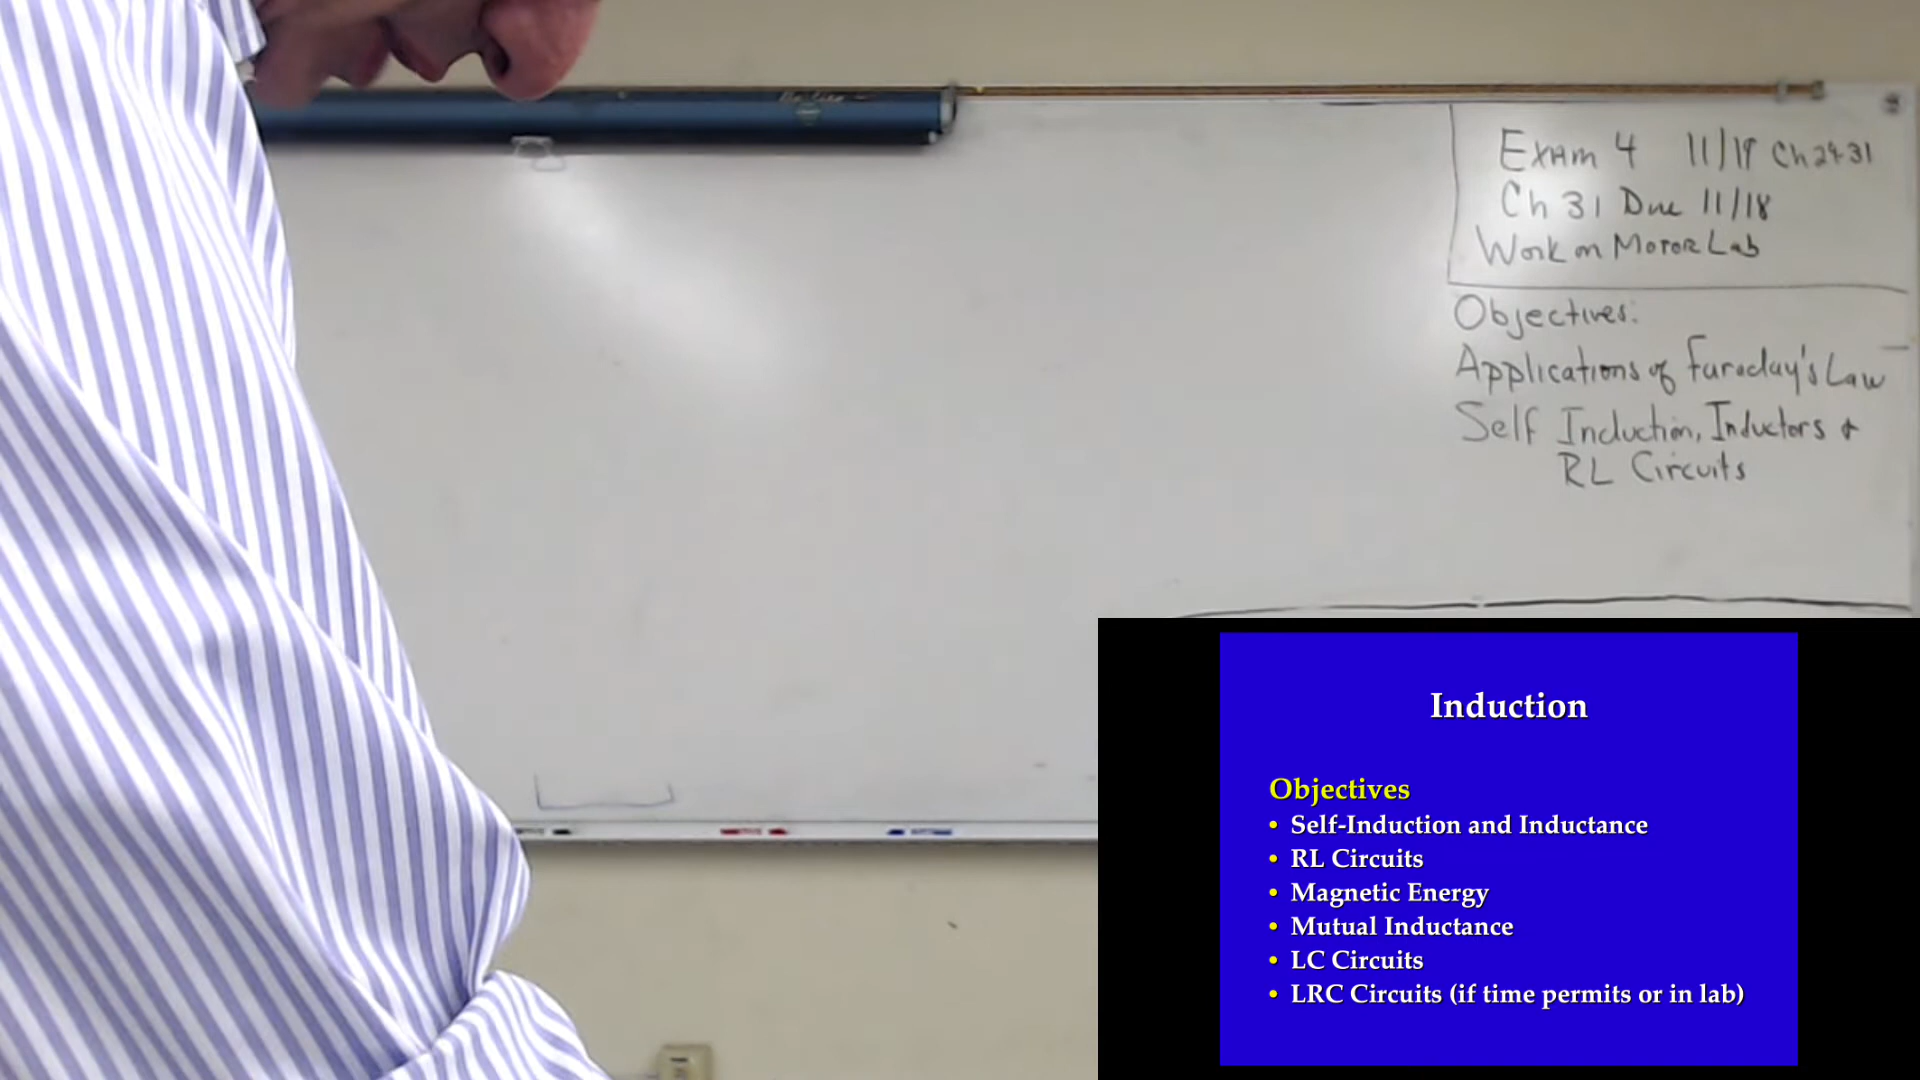 Exam 4 11/19 Ch 29-31
Ch 31 Due 11/18
Work on Motor Lab
Objectives:
Applications of Faraday's Law
Self Induction, Inductors &
RL Circuits
Induction
Objectives
• Self-Induction and Inductance
• RL Circuits
• Magnetic Energy
• Mutual Inductance
• LC Circuits
• LRC Circuits (if time permits or in lab)